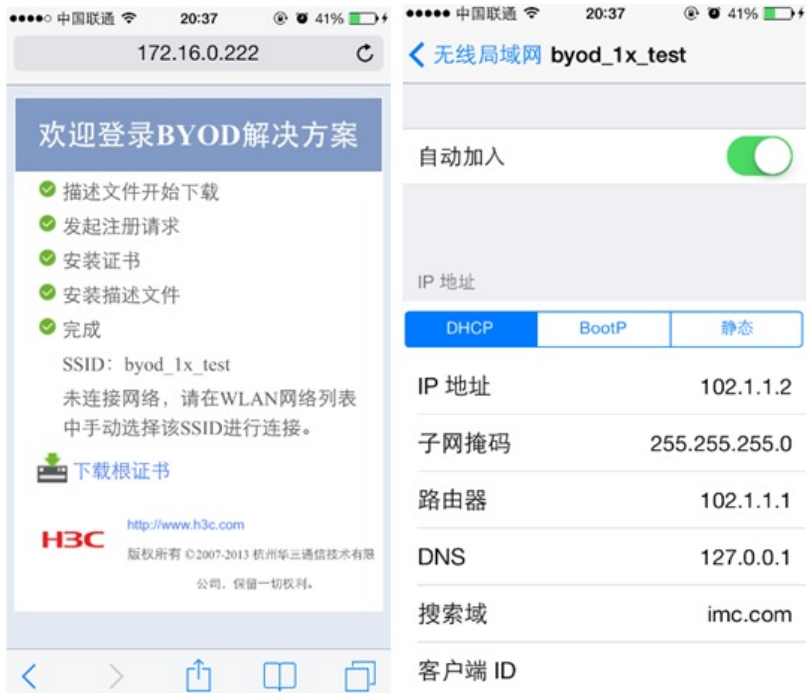 中国联通 20:37 41%
172.16.0.222
欢迎登录BYOD解决方案
描述文件开始下载
发起注册请求
安装证书
安装描述文件
完成
SSID：byod_1x_test
未连接网络，请在WLAN网络列表
中手动选择该SSID进行连接。
下载根证书
H3C
http://www.h3c.com
版权所有 ©2007-2013 杭州华三通信技术有限
公司，保留一切权利。
中国联通 20:37 41%
无线局域网 byod_1x_test
自动加入
IP 地址
DHCP BootP 静态
IP 地址 102.1.1.2
子网掩码 255.255.255.0
路由器 102.1.1.1
DNS 127.0.0.1
搜索域 imc.com
客户端 ID